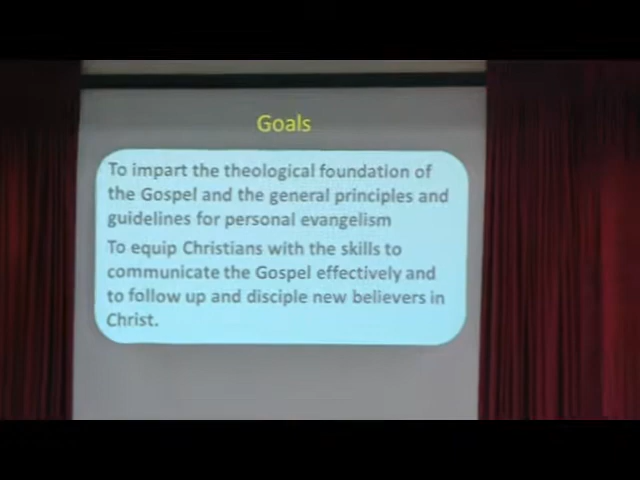 Goals
To impart the theological foundation of
the Gospel and the general principles and
guidelines for personal evangelism
To equip Christians with the skills to
communicate the Gospel effectively and
to follow up and disciple new believers in
Christ.